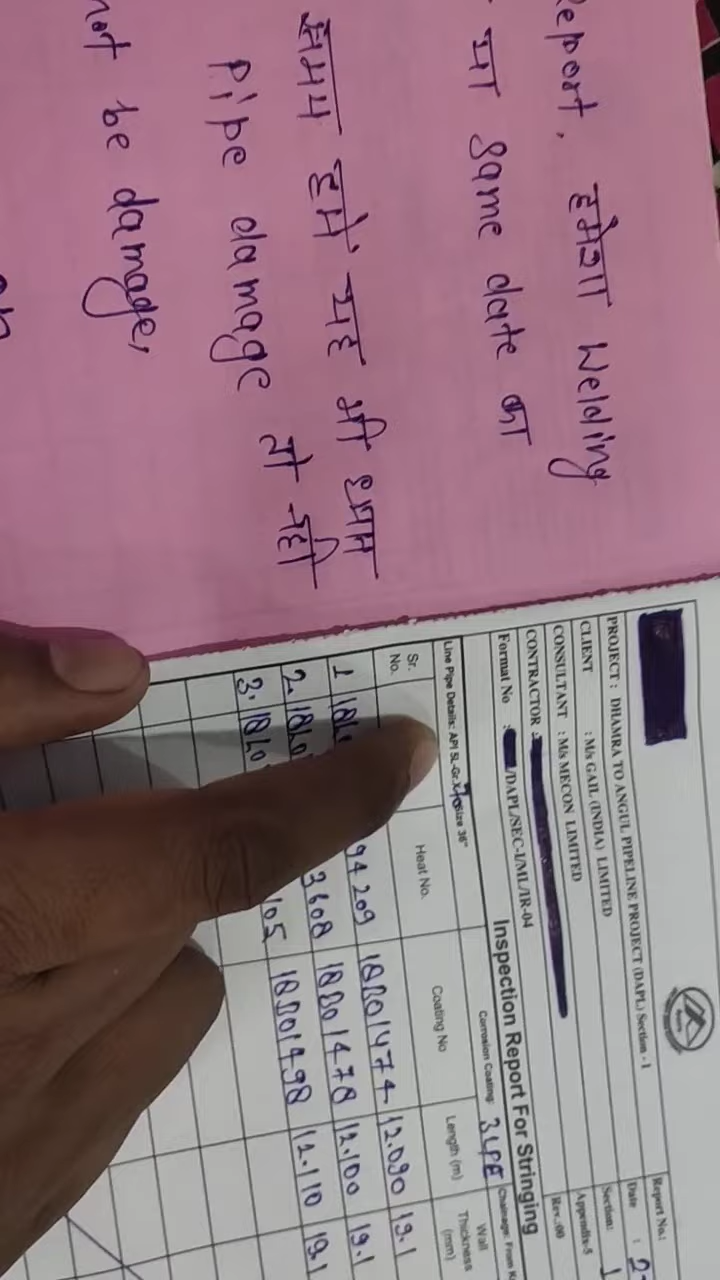 Report, हमेशा Welding
या same date का
समय हमे यह भी ध्यान
Pipe damage तो नही
not be damage,
PROJECT : DHAMRA TO ANGUL PIPELINE PROJECT (DAPL) Section - 1
CLIENT : M/s GAIL (INDIA) LIMITED
CONSULTANT : M/s MECON LIMITED
CONTRACTOR :
Format No : /DAPL/SEC-I/ML/IR-04
Report No.:
Date : 2
Section: 1
Appendix-5
Rev.:00
Inspection Report For Stringing
Line Pipe Details: API 5L-Gr.X70 Size 36" Corrosion Coating: 3LPE Chainage: From K
Sr. No. Heat No. Coating No Length (m) Wall Thickness (mm)
1 94209 18B01474 12.090 19.1
2. 3608 18B01478 12.100 19.1
3. 105 18B01498 12.110 19.1